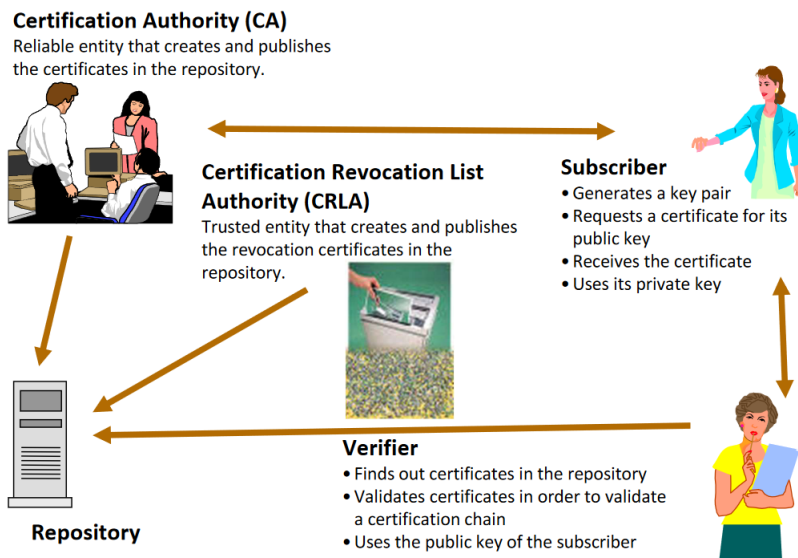 Certification Authority (CA)
Reliable entity that creates and publishes
the certificates in the repository.
Certification Revocation List
Authority (CRLA)
Trusted entity that creates and publishes
the revocation certificates in the
repository.
Subscriber
• Generates a key pair
• Requests a certificate for its
public key
• Receives the certificate
• Uses its private key
Verifier
• Finds out certificates in the repository
• Validates certificates in order to validate
a certification chain
• Uses the public key of the subscriber
Repository